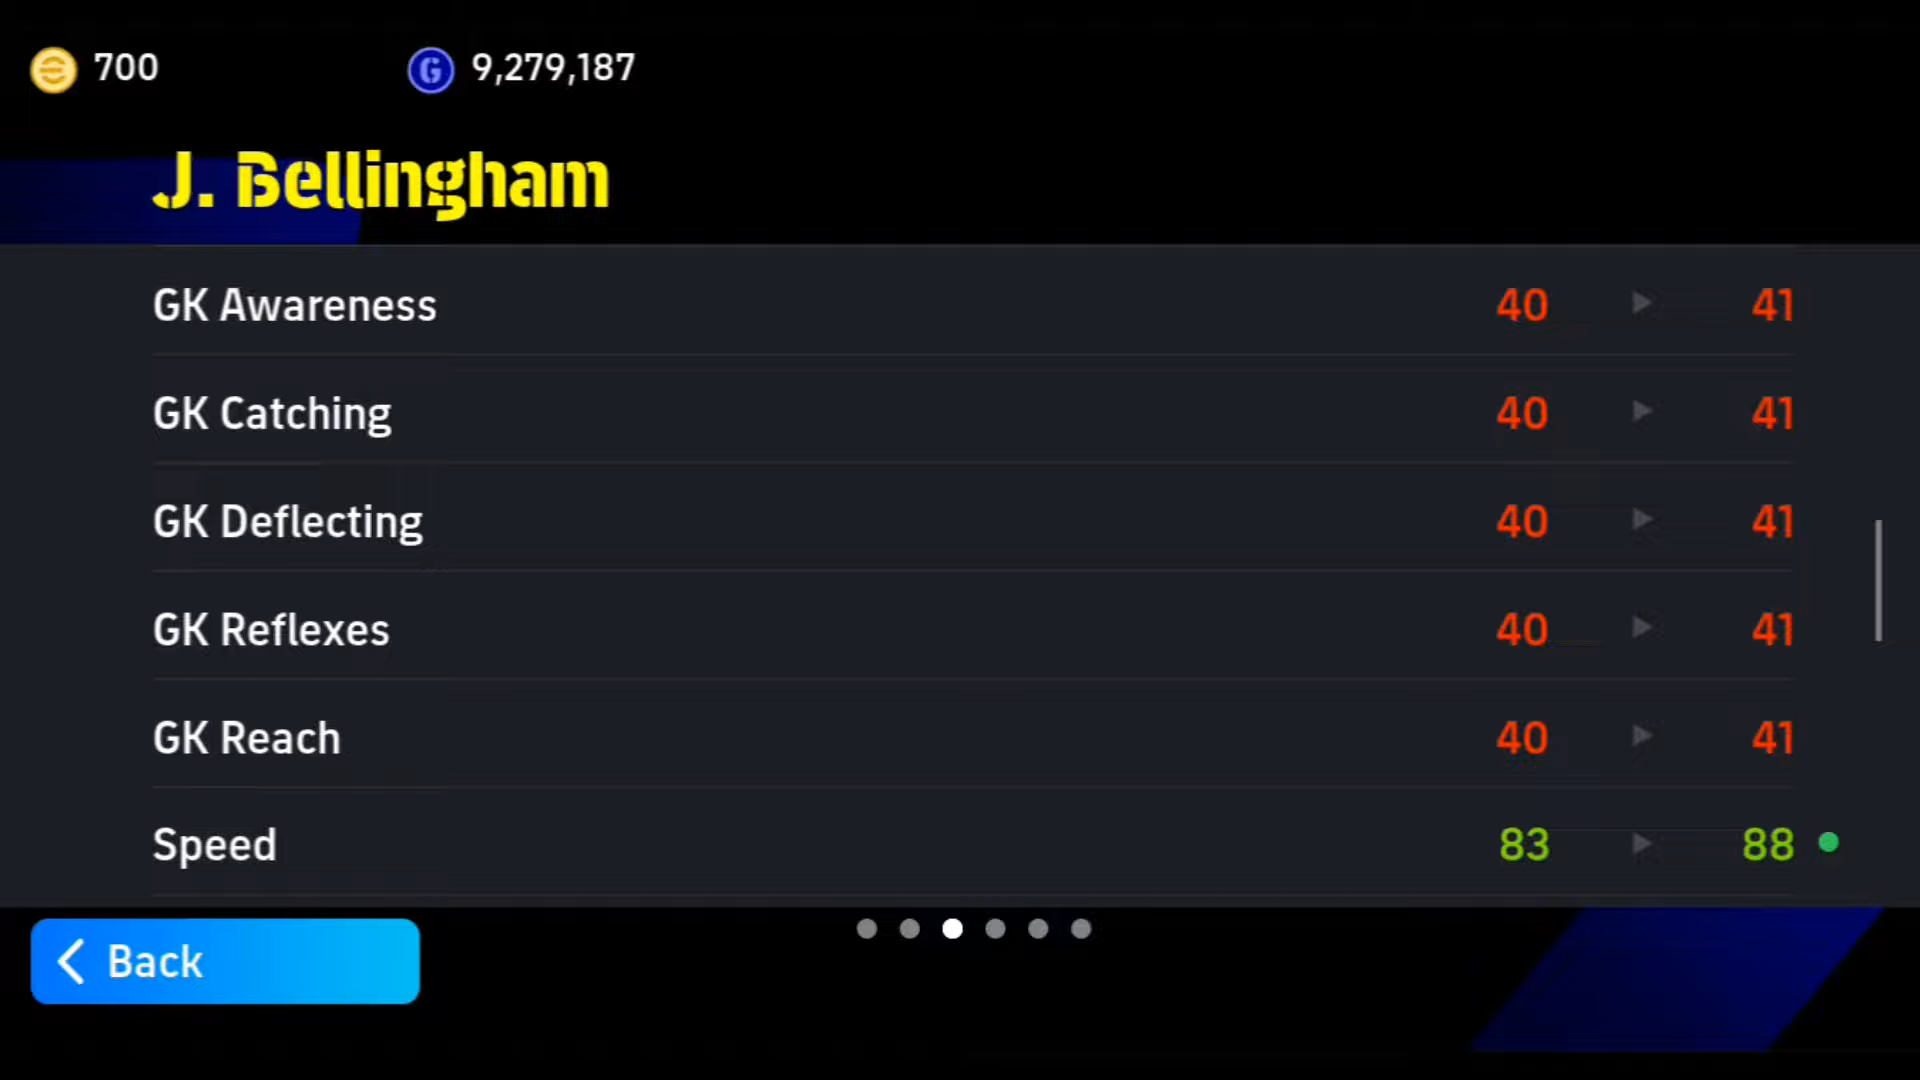 700 9,279,187
J. Bellingham
GK Awareness 40 41
GK Catching 40 41
GK Deflecting 40 41
GK Reflexes 40 41
GK Reach 40 41
Speed 83 88
Back